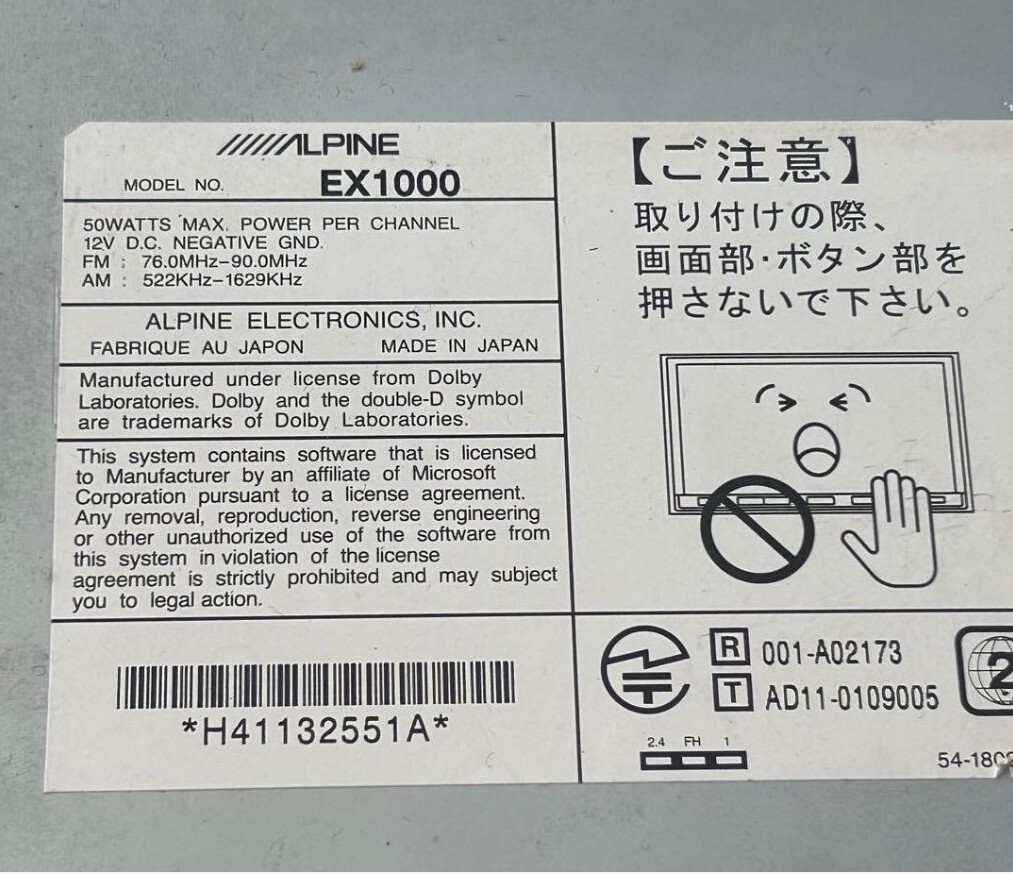 ALPINE
MODEL NO. EX1000
50WATTS MAX. POWER PER CHANNEL
12V D.C. NEGATIVE GND.
FM : 76.0MHz–90.0MHz
AM : 522KHz–1629KHz
ALPINE ELECTRONICS, INC.
FABRIQUE AU JAPON MADE IN JAPAN
Manufactured under license from Dolby
Laboratories. Dolby and the double-D symbol
are trademarks of Dolby Laboratories.
This system contains software that is licensed
to Manufacturer by an affiliate of Microsoft
Corporation pursuant to a license agreement.
Any removal, reproduction, reverse engineering
or other unauthorized use of the software from
this system in violation of the license
agreement is strictly prohibited and may subject
you to legal action.
*H41132551A*
【ご注意】
取り付けの際、
画面部·ボタン部を
押さないで下さい。
R 001-A02173
T AD11-0109005
2
2.4 FH 1